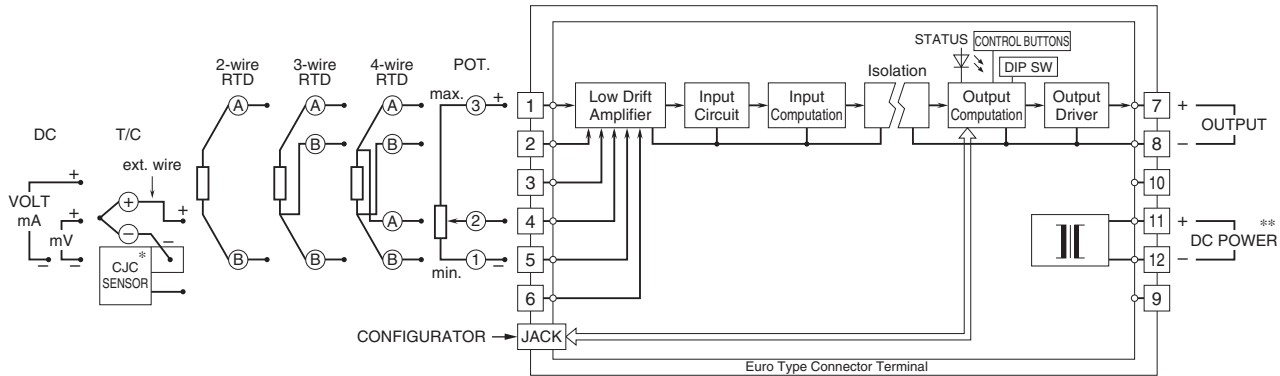 STATUS
CONTROL BUTTONS
DIP SW
Isolation
2-wire
RTD
3-wire
RTD
4-wire
RTD
POT.
DC
T/C
ext. wire
VOLT
mA
+
–
mV
+
–
+
–
+
–
CJC *
SENSOR
A
B
A
B
B
A
B
A
B
max.
3
+
2
1
–
min.
1
2
3
4
5
6
CONFIGURATOR
JACK
Low Drift
Amplifier
Input
Circuit
Input
Computation
Output
Computation
Output
Driver
7
+
8
–
OUTPUT
10
11
+
12
–
**
DC POWER
9
Euro Type Connector Terminal